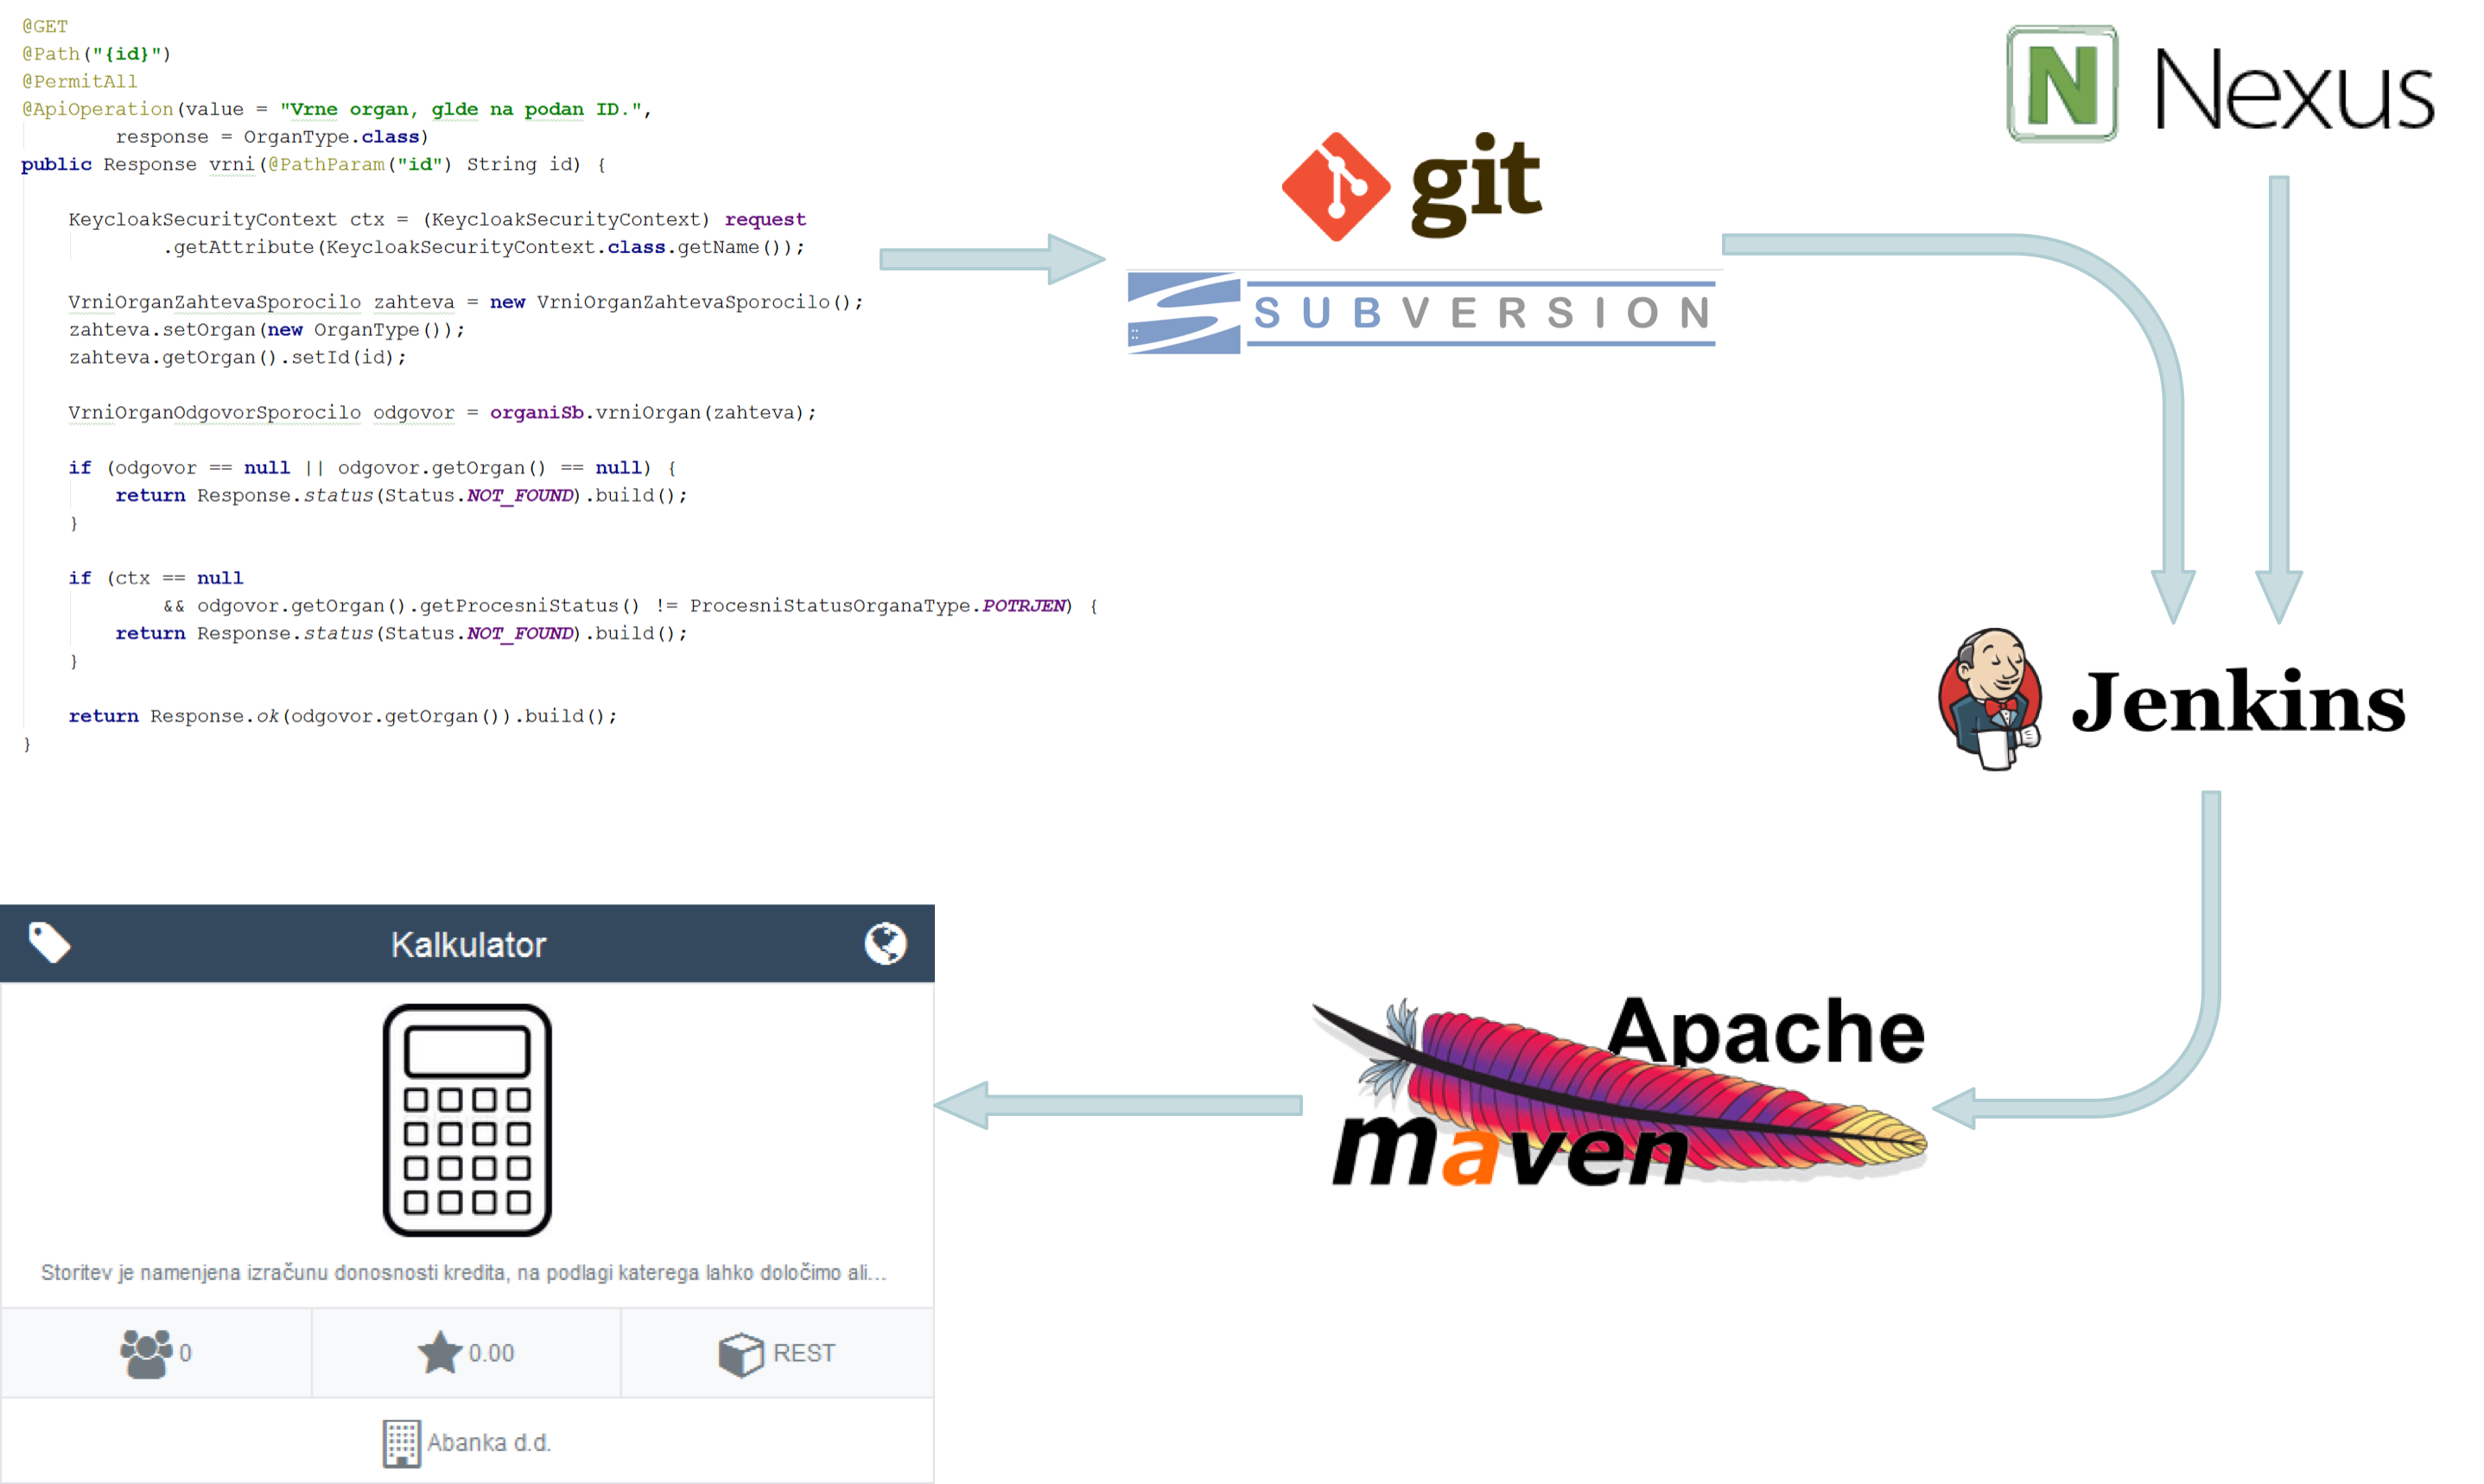 @GET
@Path("{id}")
@PermitAll
@ApiOperation(value = "Vrne organ, glde na podan ID.",
response = OrganType.class)
public Response vrni(@PathParam("id") String id) {
KeycloakSecurityContext ctx = (KeycloakSecurityContext) request
.getAttribute(KeycloakSecurityContext.class.getName());
VrniOrganZahtevaSporocilo zahteva = new VrniOrganZahtevaSporocilo();
zahteva.setOrgan(new OrganType());
zahteva.getOrgan().setId(id);
VrniOrganOdgovorSporocilo odgovor = organiSb.vrniOrgan(zahteva);
if (odgovor == null || odgovor.getOrgan() == null) {
return Response.status(Status.NOT_FOUND).build();
}
if (ctx == null
&& odgovor.getOrgan().getProcesniStatus() != ProcesniStatusOrganaType.POTRJEN) {
return Response.status(Status.NOT_FOUND).build();
}
return Response.ok(odgovor.getOrgan()).build();
}
git
SUBVERSION
N Nexus
Jenkins
Apache
maven
Kalkulator
Storitev je namenjena izračunu donosnosti kredita, na podlagi katerega lahko določimo ali...
0
0.00
REST
Abanka d.d.